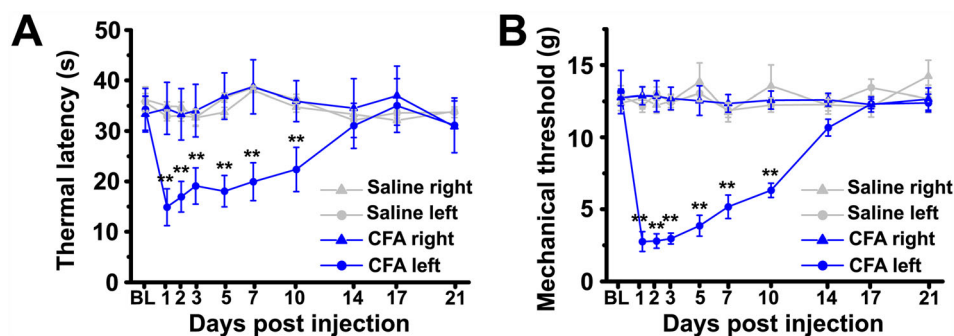 A
Thermal latency (s)
50
40
30
20
10
0
** ** ** ** ** **
Saline right
Saline left
CFA right
CFA left
BL 1 2 3 5 7 10 14 17 21
Days post injection
B
Mechanical threshold (g)
15
10
5
0
** ** ** ** ** **
Saline right
Saline left
CFA right
CFA left
BL 1 2 3 5 7 10 14 17 21
Days post injection